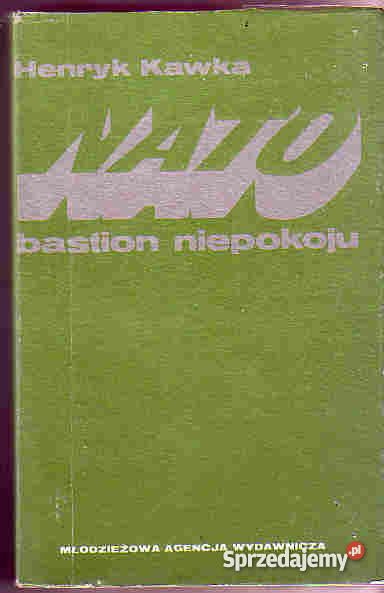 Henryk Kawka
NATO
bastion niepokoju
MŁODZIEŻOWA AGENCJA WYDAWNICZA
Sprzedajemy.pl